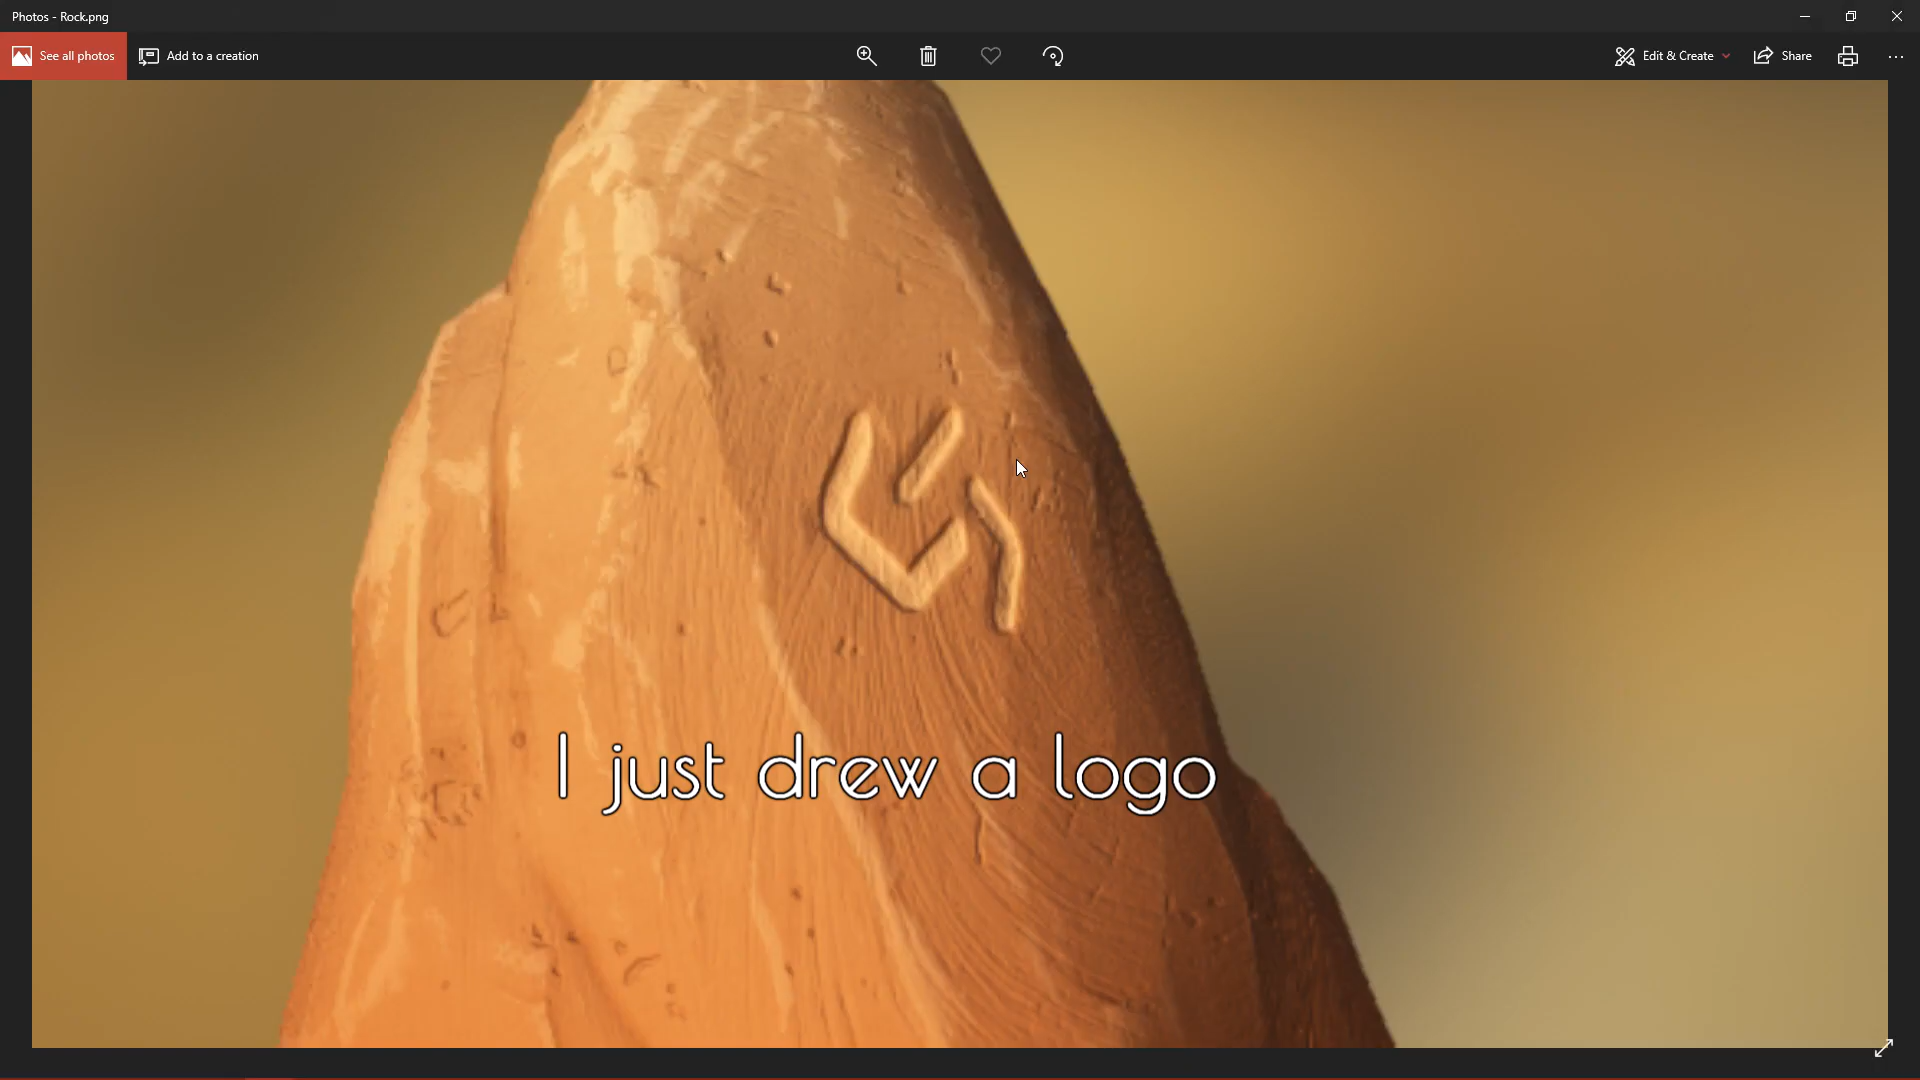 Photos - Rock.png
See all photos
Add to a creation
Edit & Create
Share
I just drew a logo